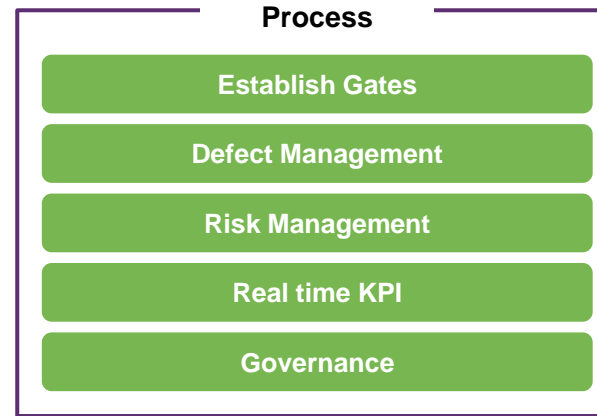 Process
Establish Gates
Defect Management
Risk Management
Real time KPI
Governance